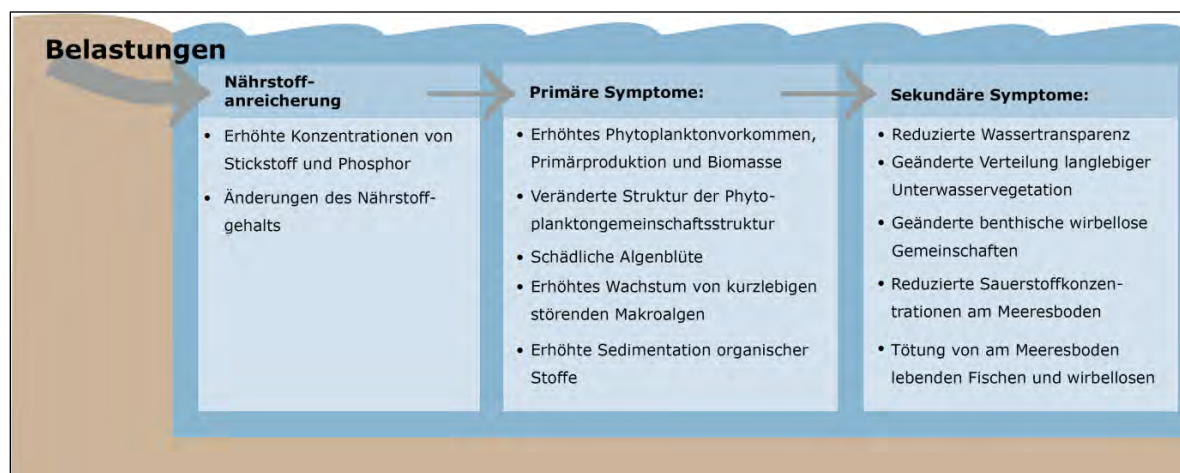 Belastungen
Nährstoff-
anreicherung
• Erhöhte Konzentrationen von
Stickstoff und Phosphor
• Änderungen des Nährstoff-
gehalts
Primäre Symptome:
• Erhöhtes Phytoplanktonvorkommen,
Primärproduktion und Biomasse
• Veränderte Struktur der Phyto-
planktongemeinschaftsstruktur
• Schädliche Algenblüte
• Erhöhtes Wachstum von kurzlebigen
störenden Makroalgen
• Erhöhte Sedimentation organischer
Stoffe
Sekundäre Symptome:
• Reduzierte Wassertransparenz
• Geänderte Verteilung langlebiger
Unterwasservegetation
• Geänderte benthische wirbellose
Gemeinschaften
• Reduzierte Sauerstoffkonzen-
trationen am Meeresboden
• Tötung von am Meeresboden
lebenden Fischen und wirbellosen